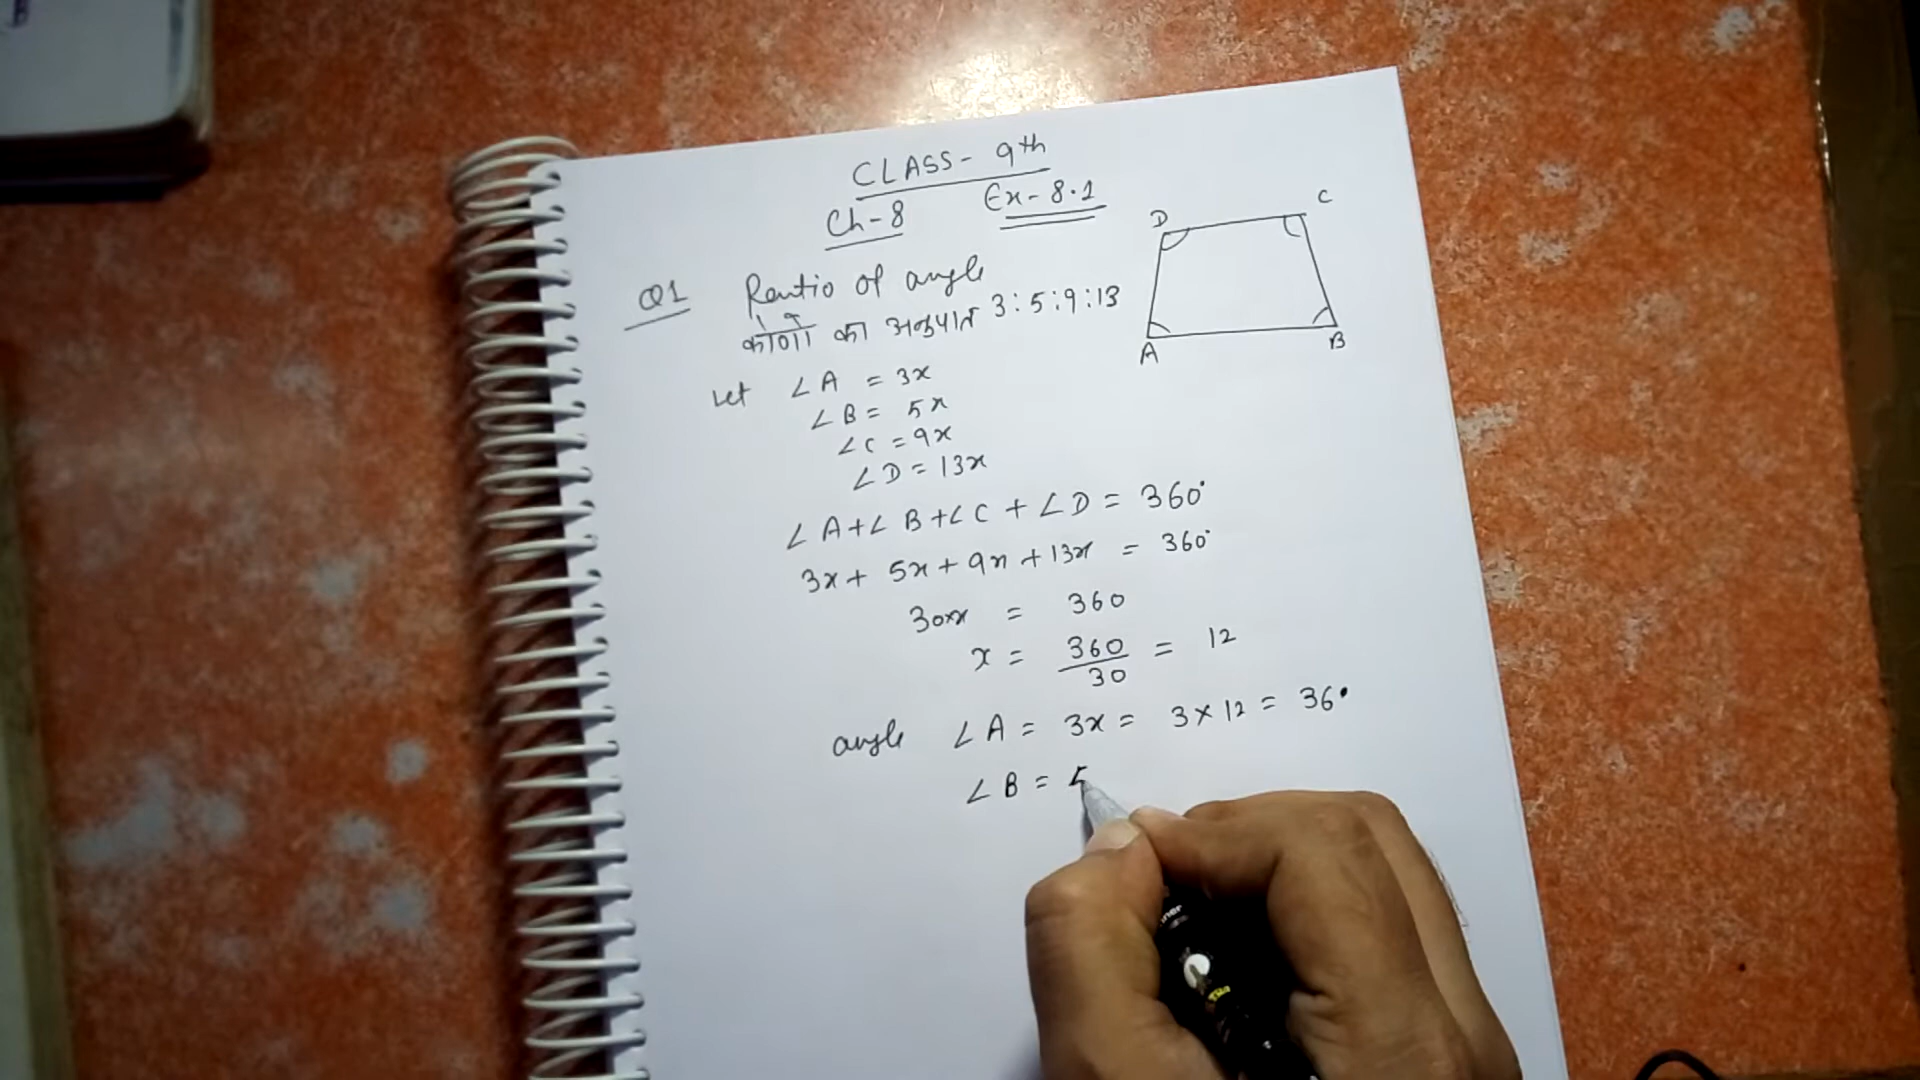 CLASS - 9th
Ch-8 Ex-8.1
Q1 Rautio of angle
कोणों का अनुपात 3:5:9:13
D C
A B
Let ∠A = 3x
∠B = 5x
∠C = 9x
∠D = 13x
∠A+∠B+∠C+∠D = 360°
3x + 5x + 9x + 13x = 360°
30x = 360
x = 360/30 = 12
angle ∠A = 3x = 3×12 = 36°
∠B = 5